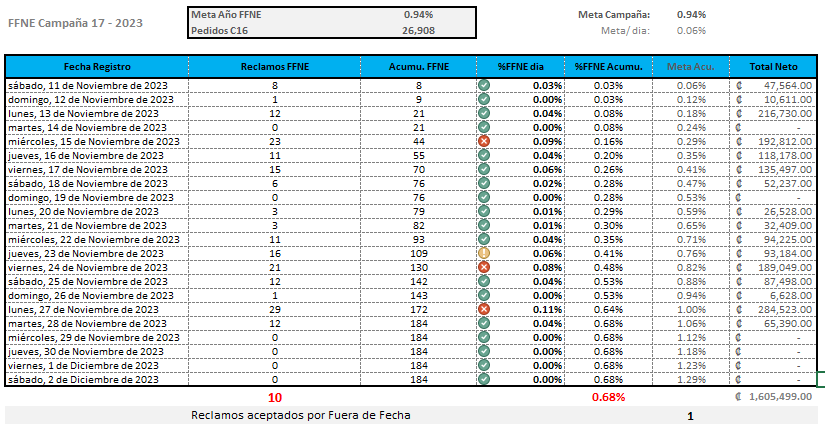 FFNE Campaña 17 - 2023
Meta Año FFNE 0.94%
Pedidos C16 26,908
Meta Campaña: 0.94%
Meta/ dia: 0.06%
Fecha Registro Reclamos FFNE Acumu. FFNE %FFNE dia %FFNE Acumu. Meta Acu. Total Neto
sábado, 11 de Noviembre de 2023 8 8 0.03% 0.03% 0.06% ₡ 47,564.00
domingo, 12 de Noviembre de 2023 1 9 0.00% 0.03% 0.12% ₡ 10,611.00
lunes, 13 de Noviembre de 2023 12 21 0.04% 0.08% 0.18% ₡ 216,730.00
martes, 14 de Noviembre de 2023 0 21 0.00% 0.08% 0.24% ₡ -
miércoles, 15 de Noviembre de 2023 23 44 0.09% 0.16% 0.29% ₡ 192,812.00
jueves, 16 de Noviembre de 2023 11 55 0.04% 0.20% 0.35% ₡ 118,178.00
viernes, 17 de Noviembre de 2023 15 70 0.06% 0.26% 0.41% ₡ 135,497.00
sábado, 18 de Noviembre de 2023 6 76 0.02% 0.28% 0.47% ₡ 52,237.00
domingo, 19 de Noviembre de 2023 0 76 0.00% 0.28% 0.53% ₡ -
lunes, 20 de Noviembre de 2023 3 79 0.01% 0.29% 0.59% ₡ 26,528.00
martes, 21 de Noviembre de 2023 3 82 0.01% 0.30% 0.65% ₡ 32,409.00
miércoles, 22 de Noviembre de 2023 11 93 0.04% 0.35% 0.71% ₡ 94,225.00
jueves, 23 de Noviembre de 2023 16 109 0.06% 0.41% 0.76% ₡ 93,184.00
viernes, 24 de Noviembre de 2023 21 130 0.08% 0.48% 0.82% ₡ 189,049.00
sábado, 25 de Noviembre de 2023 12 142 0.04% 0.53% 0.88% ₡ 87,498.00
domingo, 26 de Noviembre de 2023 1 143 0.00% 0.53% 0.94% ₡ 6,628.00
lunes, 27 de Noviembre de 2023 29 172 0.11% 0.64% 1.00% ₡ 284,523.00
martes, 28 de Noviembre de 2023 12 184 0.04% 0.68% 1.06% ₡ 65,390.00
miércoles, 29 de Noviembre de 2023 0 184 0.00% 0.68% 1.12% ₡ -
jueves, 30 de Noviembre de 2023 0 184 0.00% 0.68% 1.18% ₡ -
viernes, 1 de Diciembre de 2023 0 184 0.00% 0.68% 1.23% ₡ -
sábado, 2 de Diciembre de 2023 0 184 0.00% 0.68% 1.29% ₡ -
10 0.68% ₡ 1,605,499.00
Reclamos aceptados por Fuera de Fecha 1